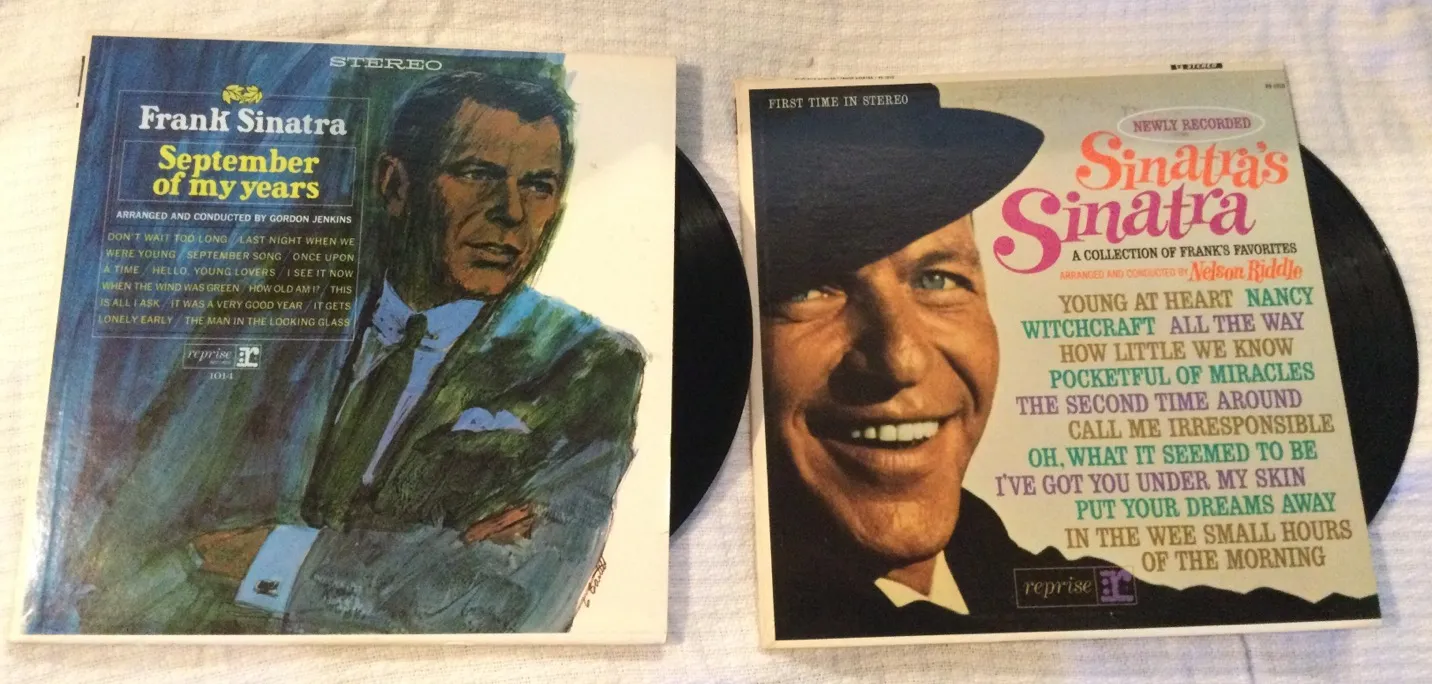 STEREO
Frank Sinatra
September
of my years
ARRANGED AND CONDUCTED BY GORDON JENKINS
DON'T WAIT TOO LONG / LAST NIGHT WHEN WE
WERE YOUNG / SEPTEMBER SONG / ONCE UPON
A TIME / HELLO, YOUNG LOVERS / I SEE IT NOW
WHEN THE WIND WAS GREEN / HOW OLD AM I? / THIS
IS ALL I ASK / IT WAS A VERY GOOD YEAR / IT GETS
LONELY EARLY / THE MAN IN THE LOOKING GLASS
reprise r
1014
STEREO
FIRST TIME IN STEREO
NEWLY RECORDED
Sinatra's
Sinatra
A COLLECTION OF FRANK'S FAVORITES
ARRANGED AND CONDUCTED BY Nelson Riddle
YOUNG AT HEART NANCY
WITCHCRAFT ALL THE WAY
HOW LITTLE WE KNOW
POCKETFUL OF MIRACLES
THE SECOND TIME AROUND
CALL ME IRRESPONSIBLE
OH, WHAT IT SEEMED TO BE
I'VE GOT YOU UNDER MY SKIN
PUT YOUR DREAMS AWAY
IN THE WEE SMALL HOURS
OF THE MORNING
reprise r